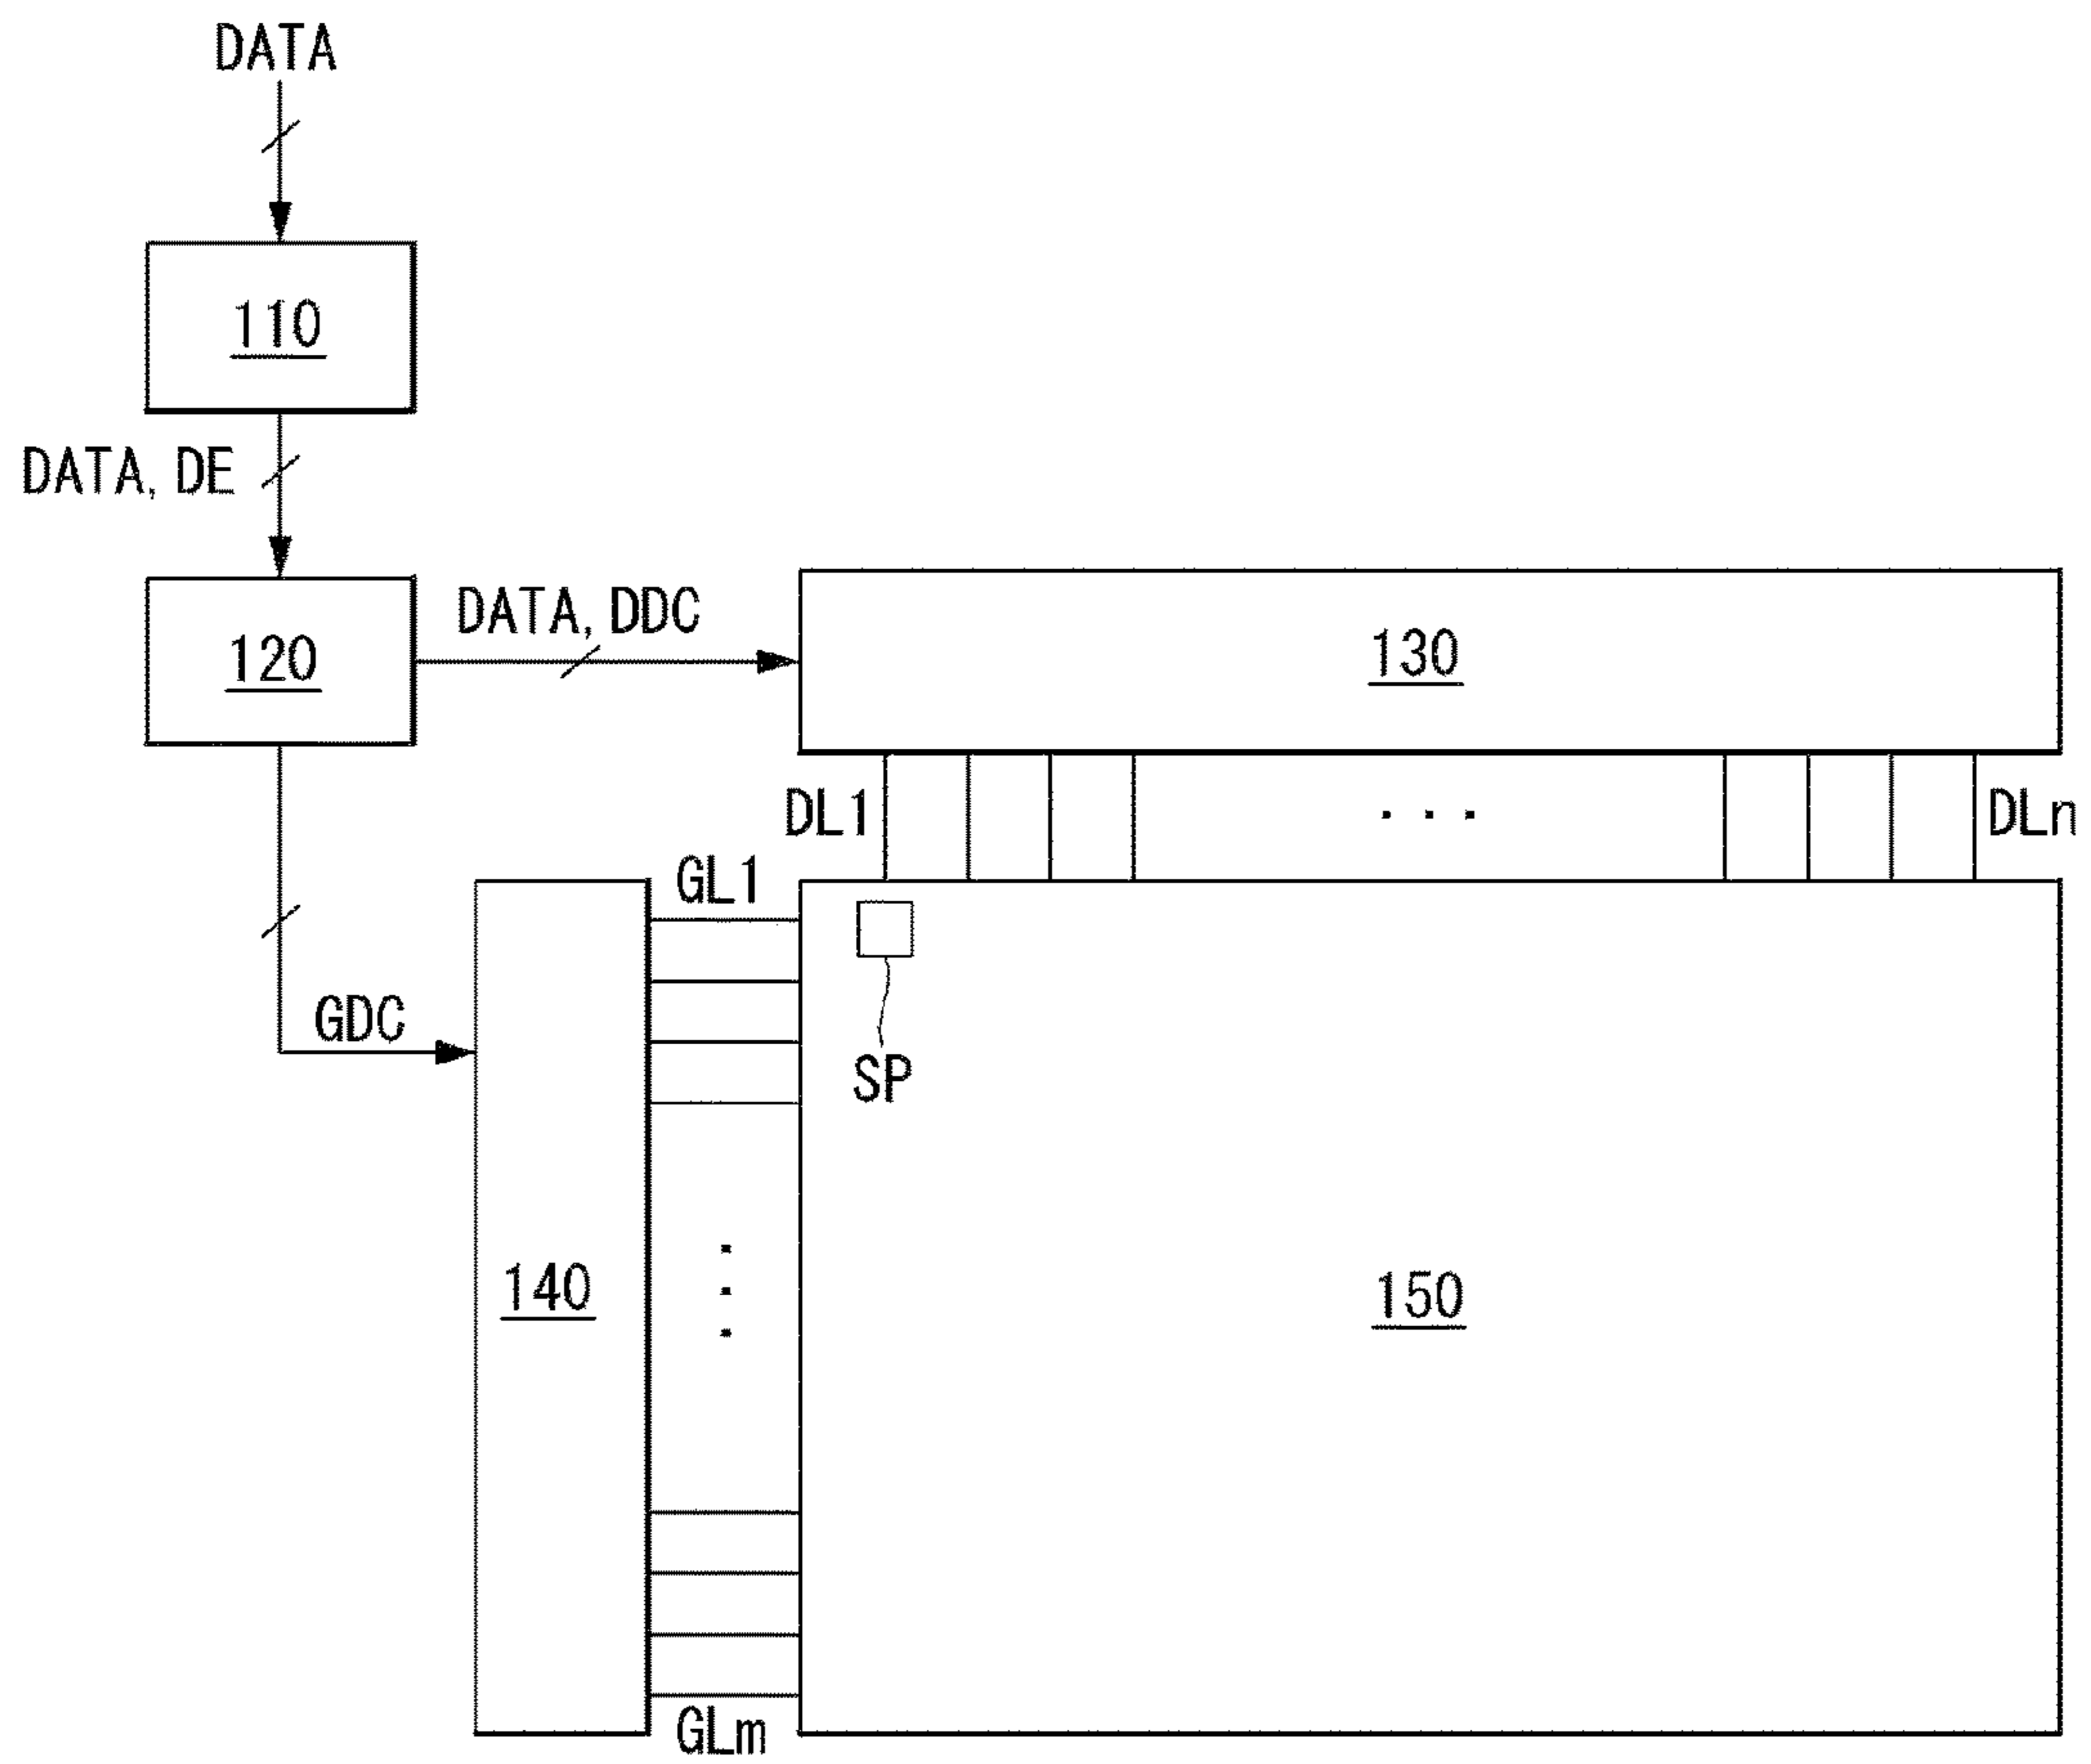 DATA
110
DATA, DE
120
DATA, DDC
130
DL1
. . .
DLn
GL1
SP
GDC
140
150
GLm